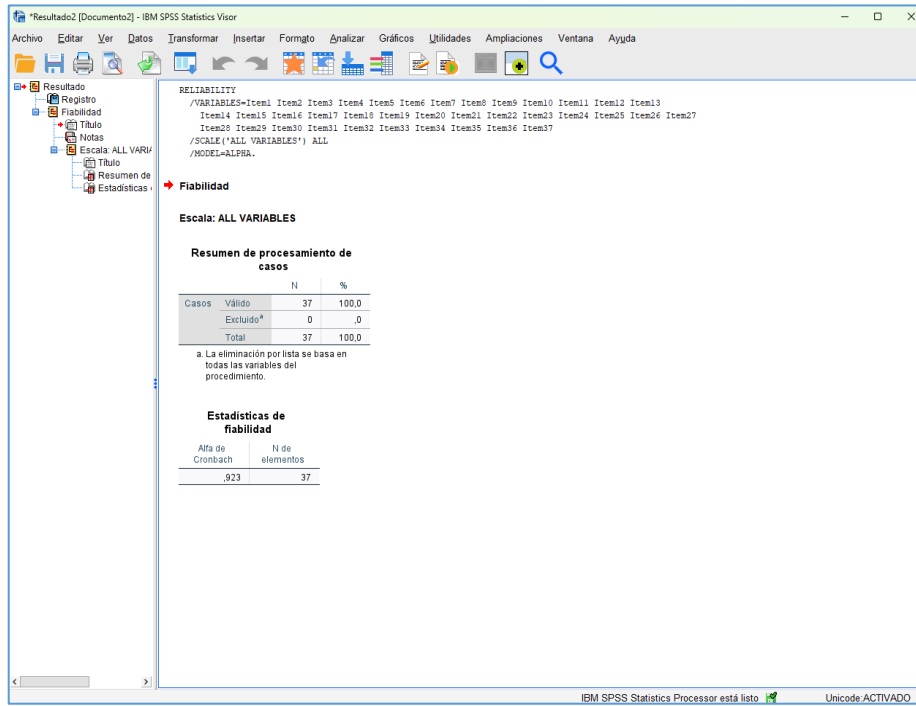 *Resultado2 [Documento2] - IBM SPSS Statistics Visor
Archivo Editar Ver Datos Transformar Insertar Formato Analizar Gráficos Utilidades Ampliaciones Ventana Ayuda
Resultado
Registro
Fiabilidad
Título
Notas
Escala: ALL VARIA
Título
Resumen de
Estadísticas
RELIABILITY
/VARIABLES=Item1 Item2 Item3 Item4 Item5 Item6 Item7 Item8 Item9 Item10 Item11 Item12 Item13
Item14 Item15 Item16 Item17 Item18 Item19 Item20 Item21 Item22 Item23 Item24 Item25 Item26 Item27
Item28 Item29 Item30 Item31 Item32 Item33 Item34 Item35 Item36 Item37
/SCALE('ALL VARIABLES') ALL
/MODEL=ALPHA.
Fiabilidad
Escala: ALL VARIABLES
Resumen de procesamiento de
casos
N %
Casos Válido 37 100,0
Excluido a 0 ,0
Total 37 100,0
a. La eliminación por lista se basa en
todas las variables del
procedimiento.
Estadísticas de
fiabilidad
Alfa de N de
Cronbach elementos
,923 37
IBM SPSS Statistics Processor está listo Unicode:ACTIVADO